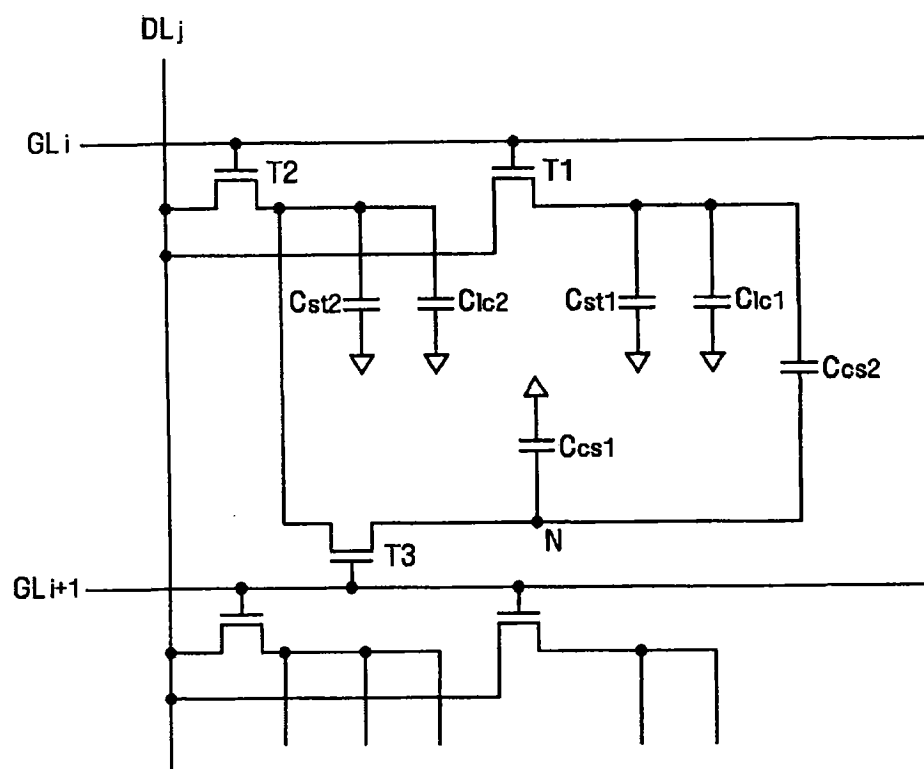 DLj
GLi
T2
T1
Cst2
Clc2
Cst1
Clc1
Ccs2
Ccs1
N
T3
GLi+1